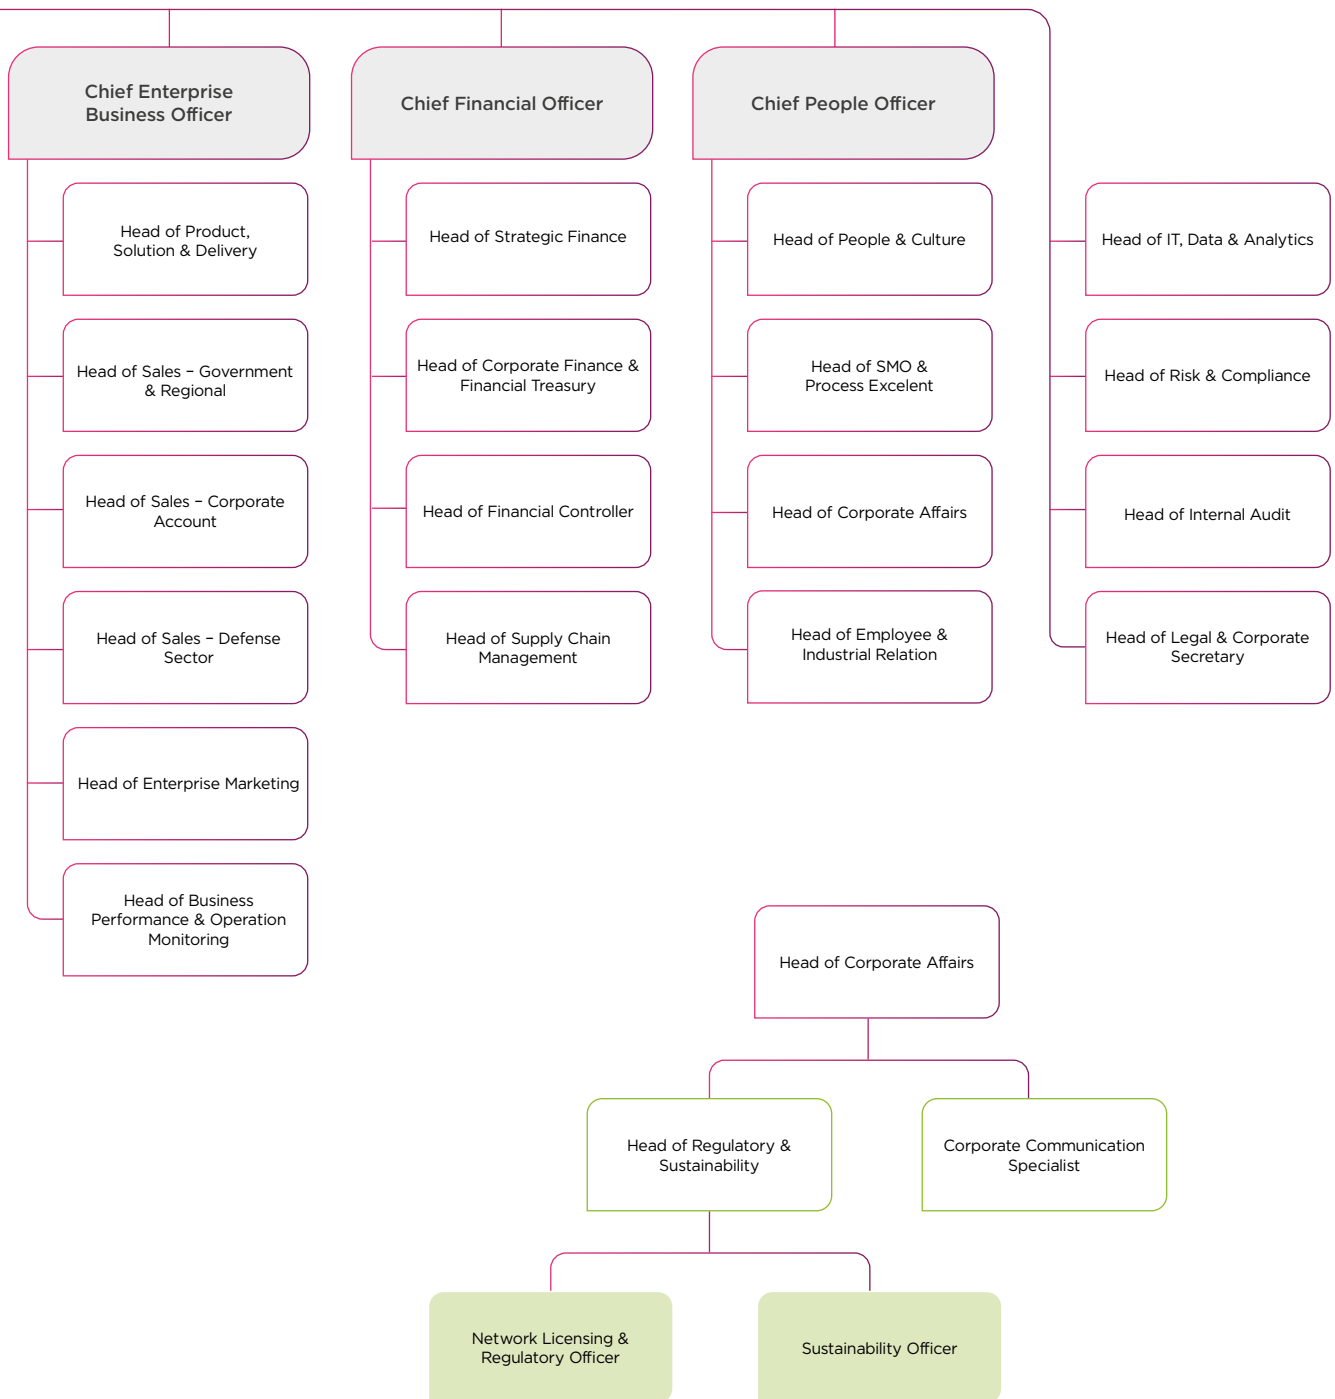 Chief Enterprise
Business Officer
Chief Financial Officer
Chief People Officer
Head of Product,
Solution & Delivery
Head of Strategic Finance
Head of People & Culture
Head of IT, Data & Analytics
Head of Sales – Government
& Regional
Head of Corporate Finance &
Financial Treasury
Head of SMO &
Process Excelent
Head of Risk & Compliance
Head of Sales – Corporate
Account
Head of Financial Controller
Head of Corporate Affairs
Head of Internal Audit
Head of Sales – Defense
Sector
Head of Supply Chain
Management
Head of Employee &
Industrial Relation
Head of Legal & Corporate
Secretary
Head of Enterprise Marketing
Head of Business
Performance & Operation
Monitoring
Head of Corporate Affairs
Head of Regulatory &
Sustainability
Corporate Communication
Specialist
Network Licensing &
Regulatory Officer
Sustainability Officer